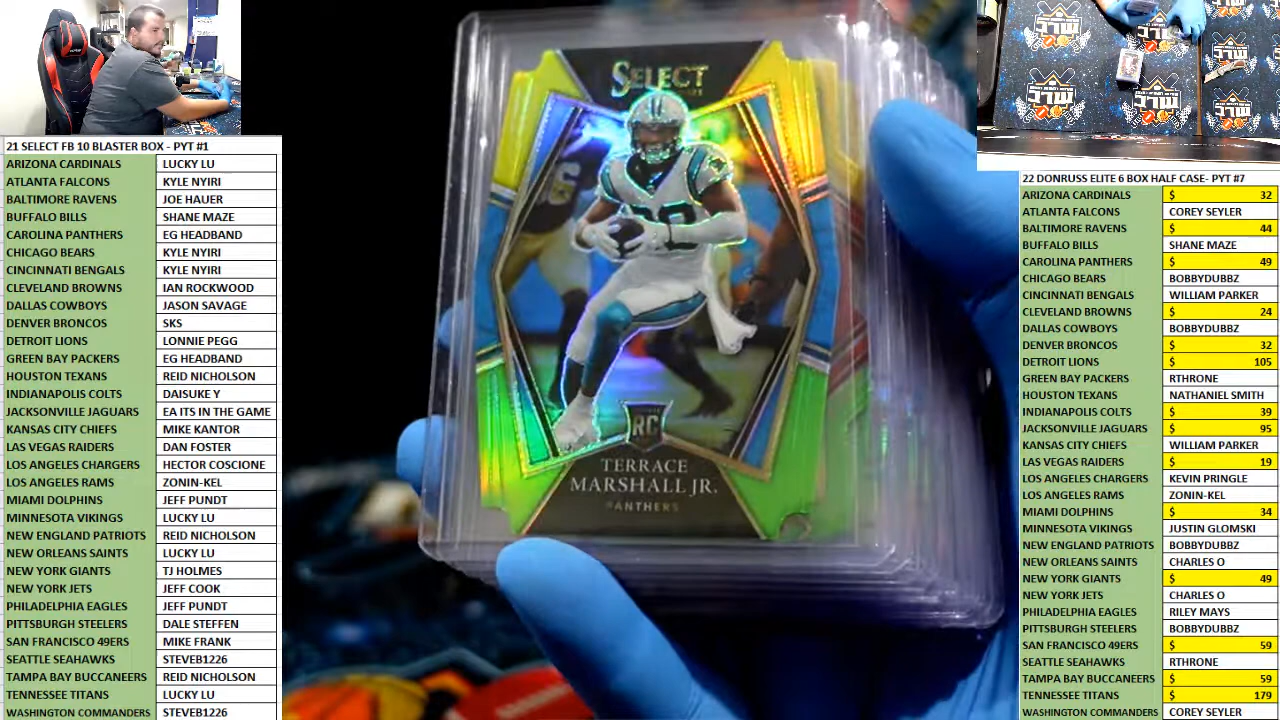 21 SELECT FB 10 BLASTER BOX - PYT #1
ARIZONA CARDINALS LUCKY LU
ATLANTA FALCONS KYLE NYIRI
BALTIMORE RAVENS JOE HAUER
BUFFALO BILLS SHANE MAZE
CAROLINA PANTHERS EG HEADBAND
CHICAGO BEARS KYLE NYIRI
CINCINNATI BENGALS KYLE NYIRI
CLEVELAND BROWNS IAN ROCKWOOD
DALLAS COWBOYS JASON SAVAGE
DENVER BRONCOS SKS
DETROIT LIONS LONNIE PEGG
GREEN BAY PACKERS EG HEADBAND
HOUSTON TEXANS REID NICHOLSON
INDIANAPOLIS COLTS DAISUKE Y
JACKSONVILLE JAGUARS EA ITS IN THE GAME
KANSAS CITY CHIEFS MIKE KANTOR
LAS VEGAS RAIDERS DAN FOSTER
LOS ANGELES CHARGERS HECTOR COSCIONE
LOS ANGELES RAMS ZONIN-KEL
MIAMI DOLPHINS JEFF PUNDT
MINNESOTA VIKINGS LUCKY LU
NEW ENGLAND PATRIOTS REID NICHOLSON
NEW ORLEANS SAINTS LUCKY LU
NEW YORK GIANTS TJ HOLMES
NEW YORK JETS JEFF COOK
PHILADELPHIA EAGLES JEFF PUNDT
PITTSBURGH STEELERS DALE STEFFEN
SAN FRANCISCO 49ERS MIKE FRANK
SEATTLE SEAHAWKS STEVEB1226
TAMPA BAY BUCCANEERS REID NICHOLSON
TENNESSEE TITANS LUCKY LU
WASHINGTON COMMANDERS STEVEB1226
SELECT
RC
TERRACE
MARSHALL JR.
PANTHERS
22 DONRUSS ELITE 6 BOX HALF CASE- PYT #7
ARIZONA CARDINALS $ 32
ATLANTA FALCONS COREY SEYLER
BALTIMORE RAVENS $ 44
BUFFALO BILLS SHANE MAZE
CAROLINA PANTHERS $ 49
CHICAGO BEARS BOBBYDUBBZ
CINCINNATI BENGALS WILLIAM PARKER
CLEVELAND BROWNS $ 24
DALLAS COWBOYS BOBBYDUBBZ
DENVER BRONCOS $ 32
DETROIT LIONS $ 105
GREEN BAY PACKERS RTHRONE
HOUSTON TEXANS NATHANIEL SMITH
INDIANAPOLIS COLTS $ 39
JACKSONVILLE JAGUARS $ 95
KANSAS CITY CHIEFS WILLIAM PARKER
LAS VEGAS RAIDERS $ 19
LOS ANGELES CHARGERS KEVIN PRINGLE
LOS ANGELES RAMS ZONIN-KEL
MIAMI DOLPHINS $ 34
MINNESOTA VIKINGS JUSTIN GLOMSKI
NEW ENGLAND PATRIOTS BOBBYDUBBZ
NEW ORLEANS SAINTS CHARLES O
NEW YORK GIANTS $ 49
NEW YORK JETS CHARLES O
PHILADELPHIA EAGLES RILEY MAYS
PITTSBURGH STEELERS BOBBYDUBBZ
SAN FRANCISCO 49ERS $ 59
SEATTLE SEAHAWKS RTHRONE
TAMPA BAY BUCCANEERS $ 59
TENNESSEE TITANS $ 179
WASHINGTON COMMANDERS COREY SEYLER